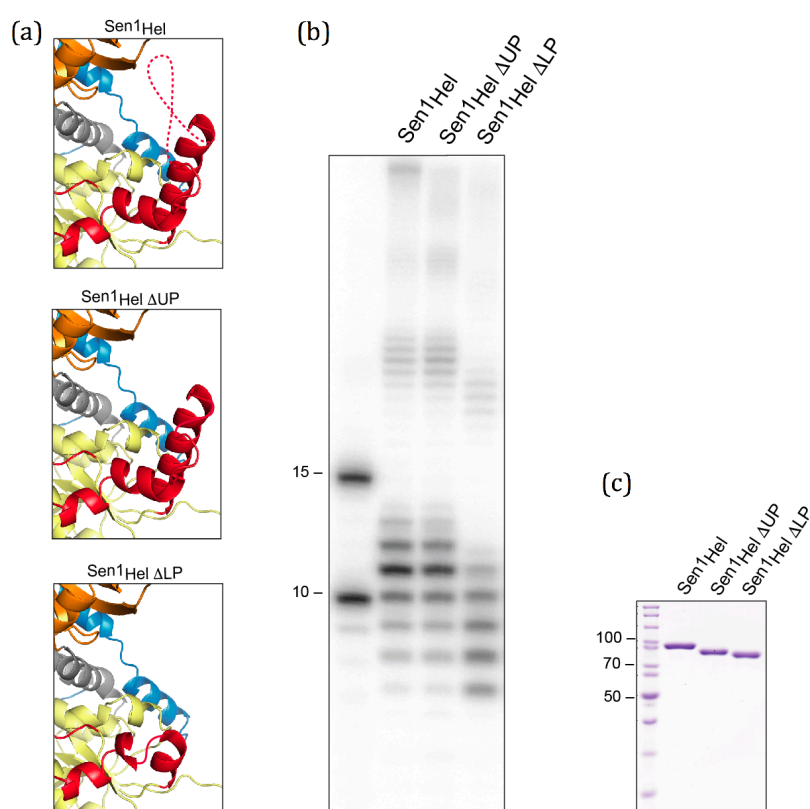 (a)
Sen1Hel
Sen1Hel ΔUP
Sen1Hel ΔLP
(b)
Sen1Hel
Sen1Hel ΔUP
Sen1Hel ΔLP
15 –
10 –
(c)
Sen1Hel
Sen1Hel ΔUP
Sen1Hel ΔLP
100 –
70 –
50 –